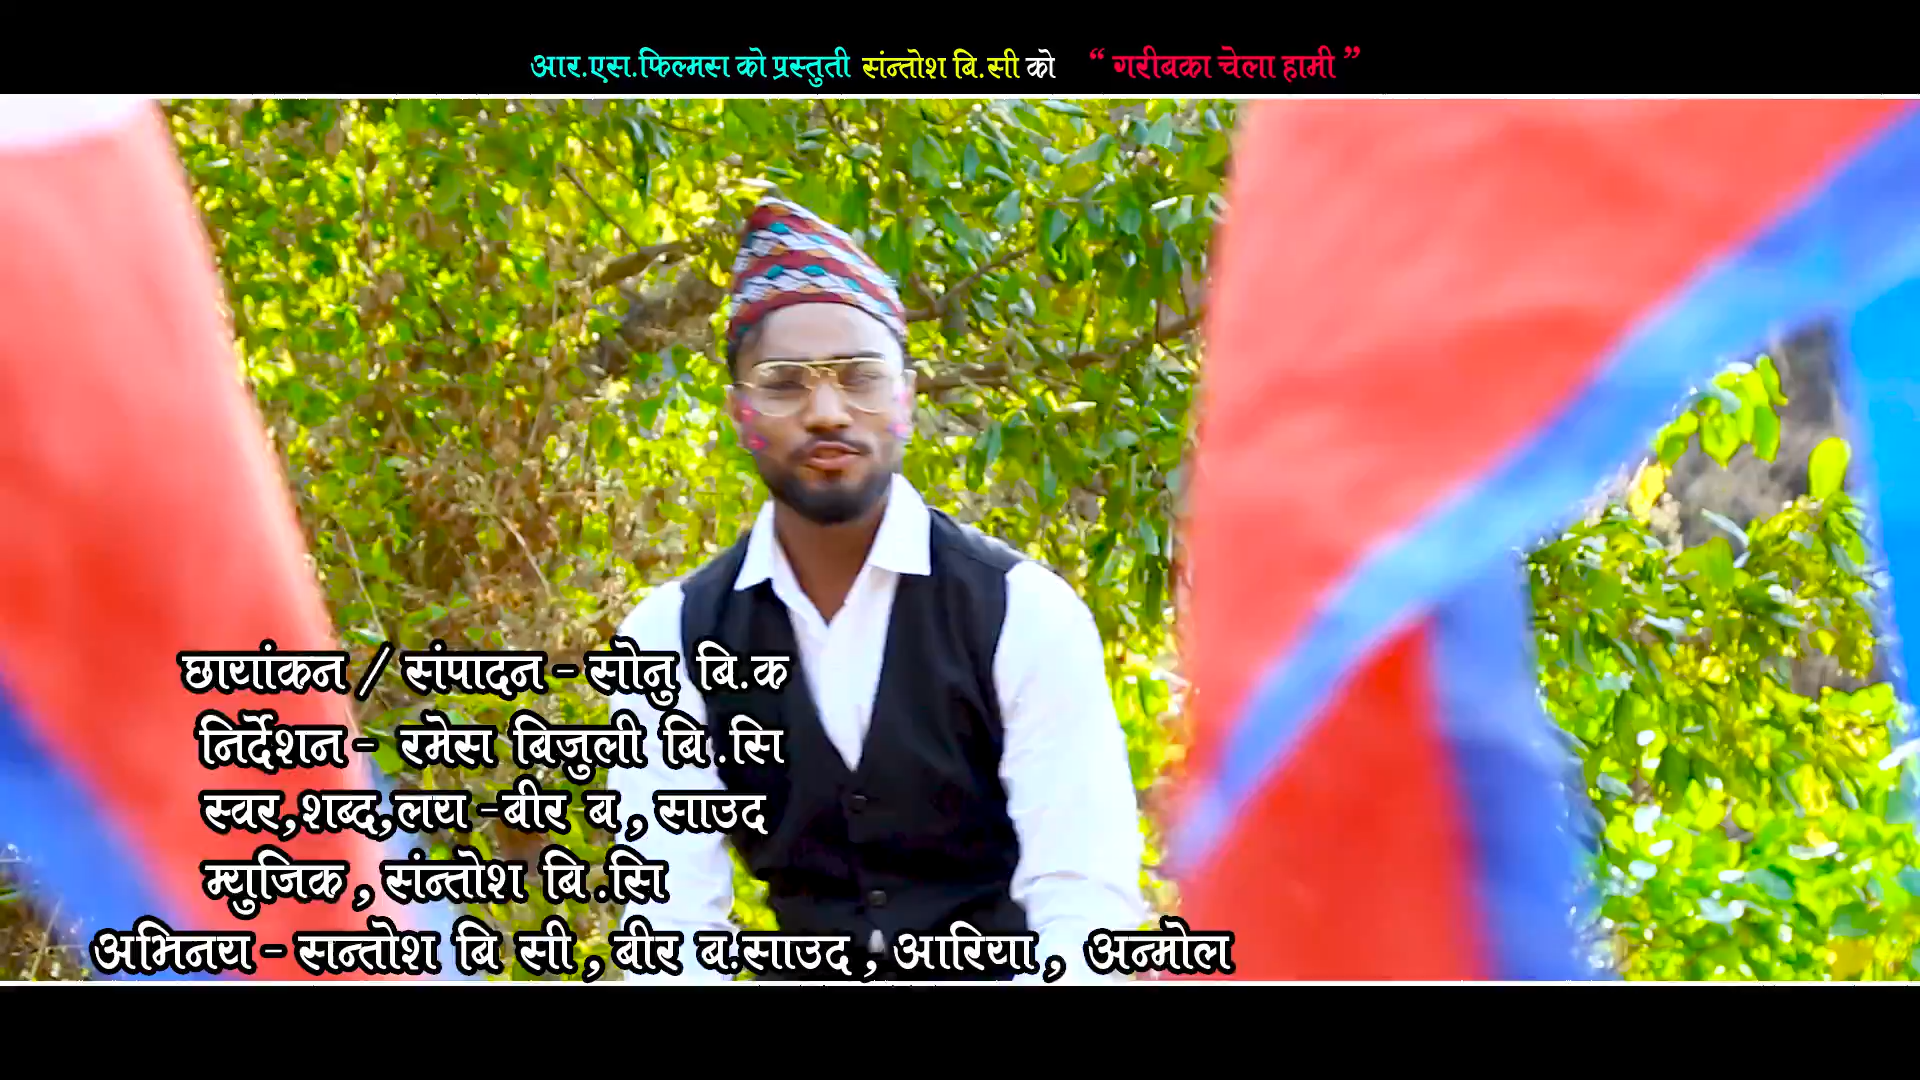 आर.एस.फिल्मस को प्रस्तुती संन्तोश बि.सी को “ गरीबका चेला हामी ”
छायांकन / संपादन - सोनु बि.क
निर्देशन - रमेस बिजुली बि .सि
स्वर,शब्द,लय -बीर ब , साउद
म्युजिक , संन्तोश बि .सि
अभिनय - सन्तोश बि सी , बीर ब.साउद , आरिया , अन्मोल